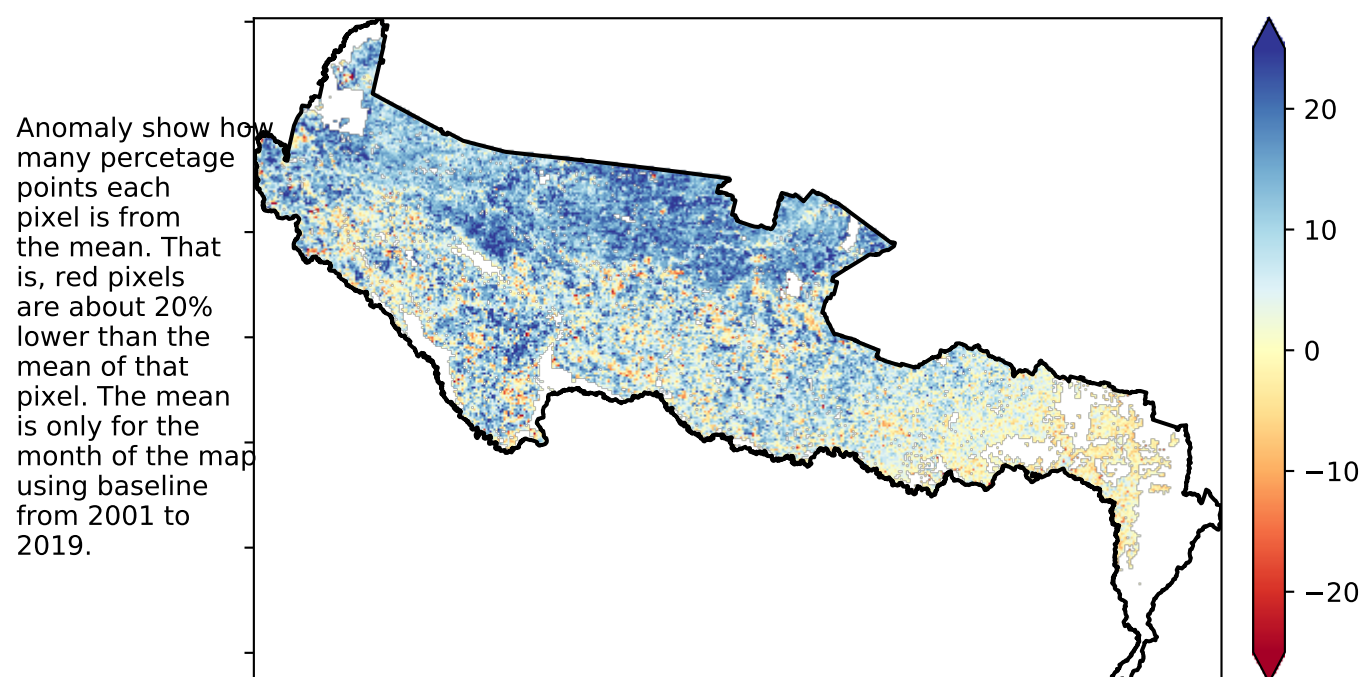 Anomaly show how
many percetage
points each
pixel is from
the mean. That
is, red pixels
are about 20%
lower than the
mean of that
pixel. The mean
is only for the
month of the map
using baseline
from 2001 to
2019.
20
10
0
−10
−20